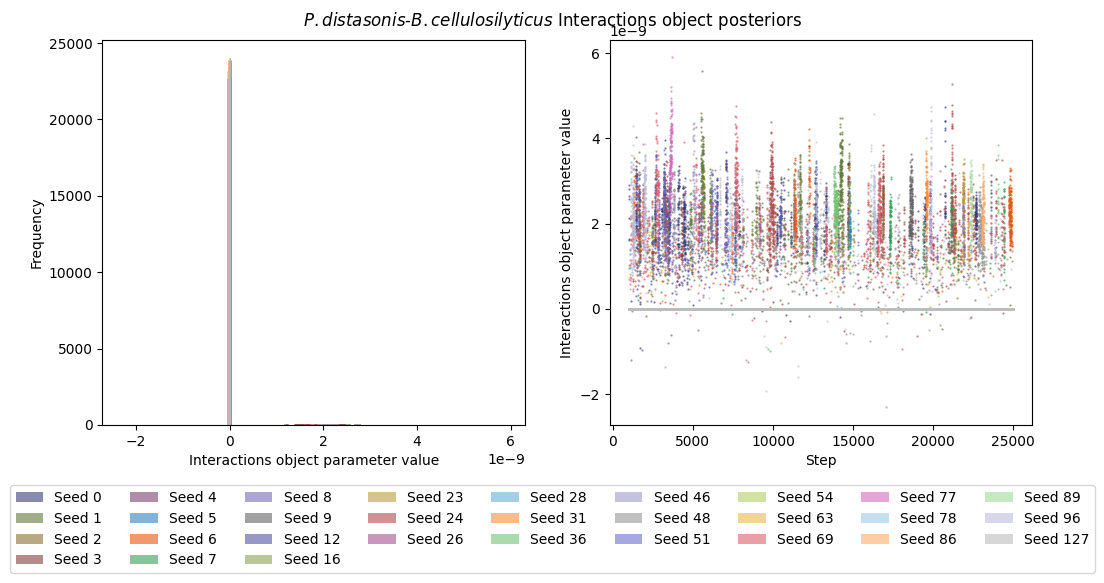 P.distasonis-B.cellulosilyticus Interactions object posteriors
25000
20000
15000
10000
5000
0
Frequency
−2 0 2 4 6
1e−9
Interactions object parameter value
1e−9
6
4
2
0
−2
Interactions object parameter value
0 5000 10000 15000 20000 25000
Step
Seed 0 Seed 4 Seed 8 Seed 23 Seed 28 Seed 46 Seed 54 Seed 77 Seed 89
Seed 1 Seed 5 Seed 9 Seed 24 Seed 31 Seed 48 Seed 63 Seed 78 Seed 96
Seed 2 Seed 6 Seed 12 Seed 26 Seed 36 Seed 51 Seed 69 Seed 86 Seed 127
Seed 3 Seed 7 Seed 16